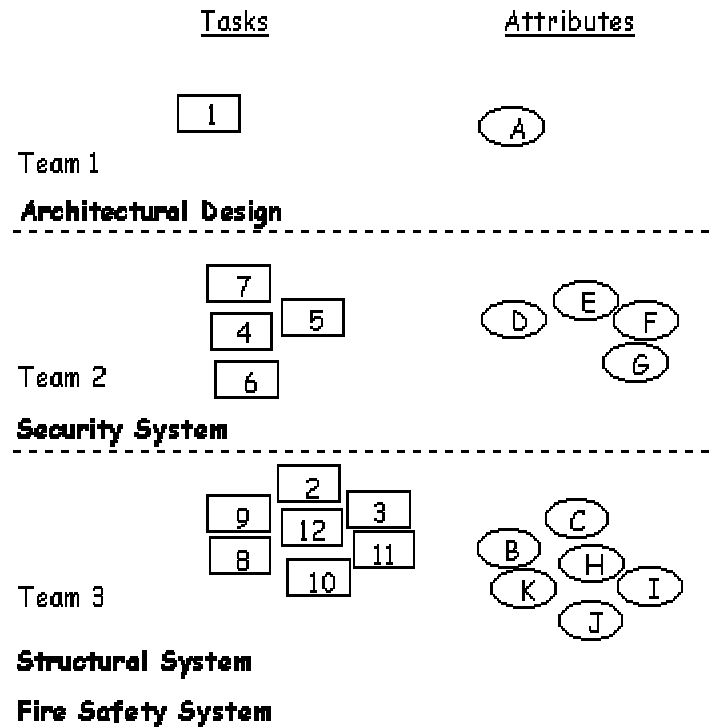 Tasks Attributes
1 A
Team 1
Architectural Design
7 E
4 5 D F
Team 2 6 G
Security System
2
9 12 3 C
8 11 B H
10 K I
Team 3 J
Structural System
Fire Safety System